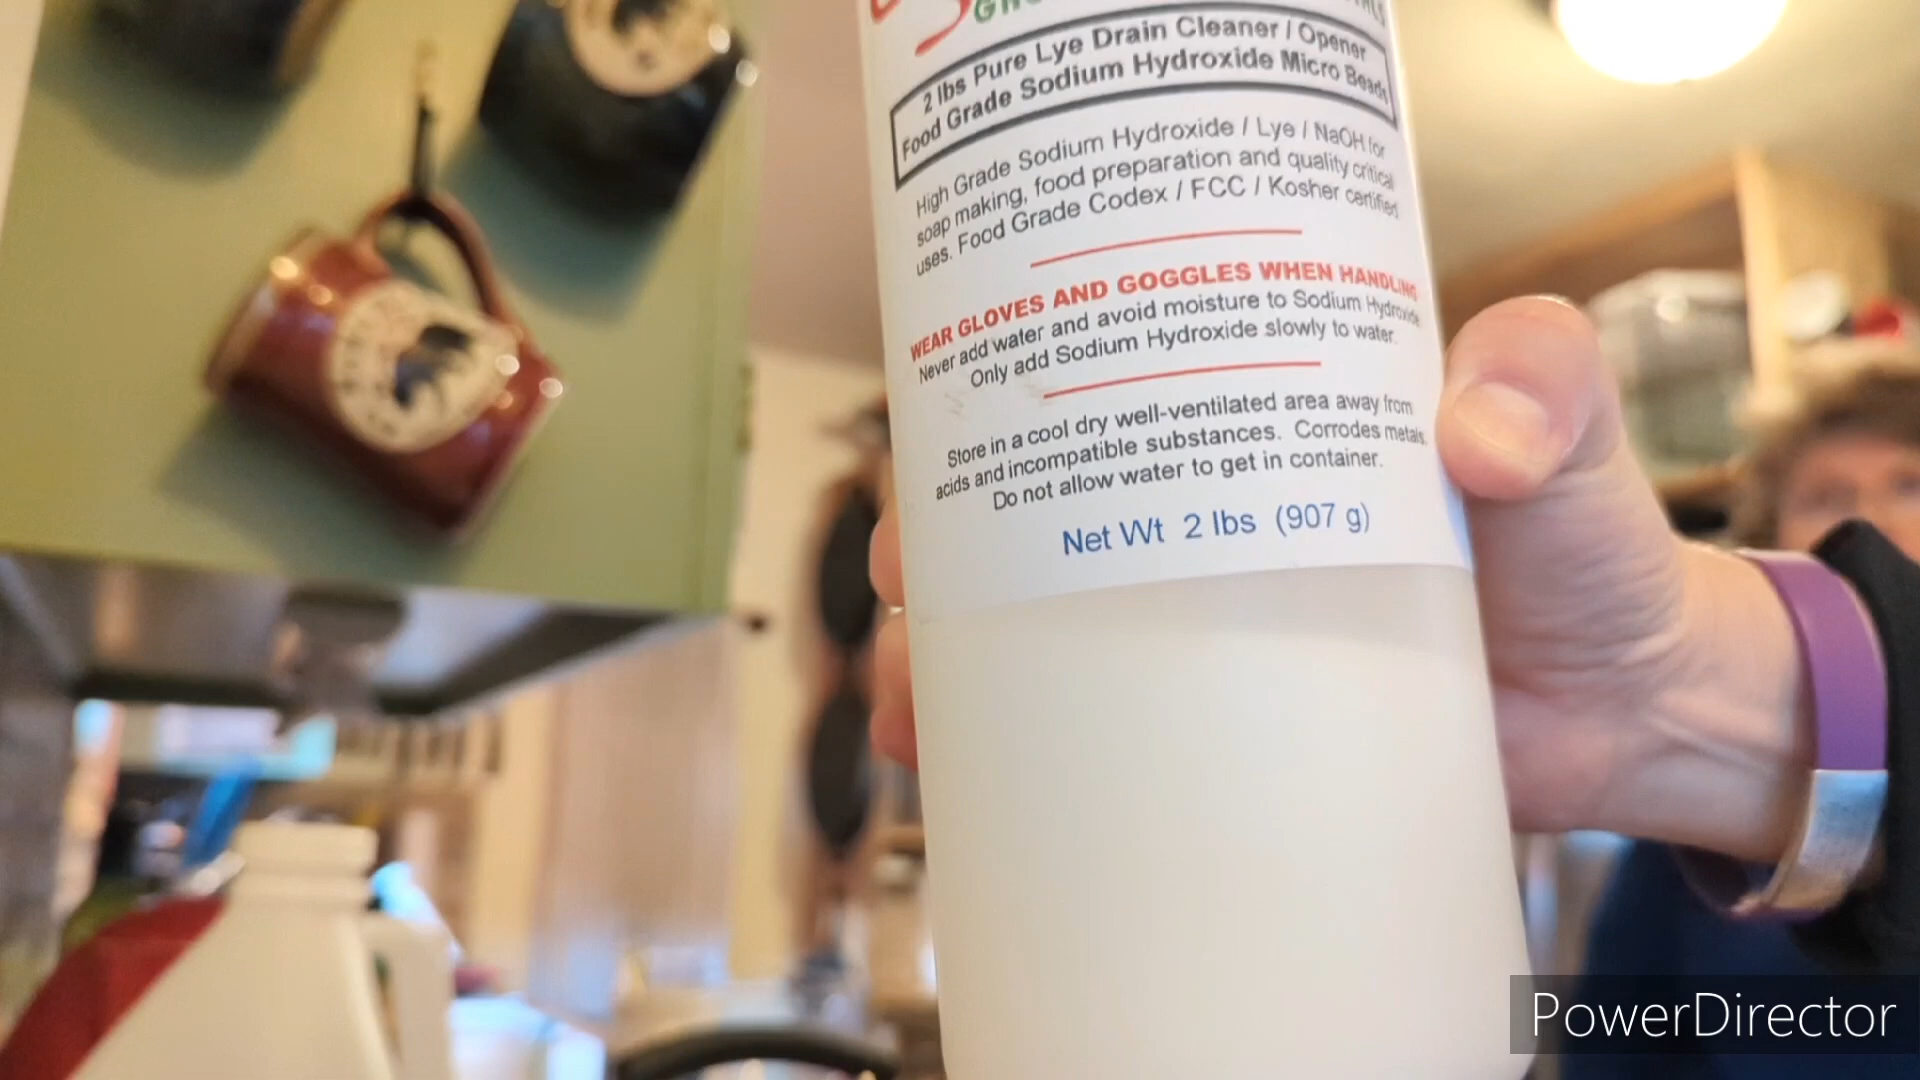 2 lbs Pure Lye Drain Cleaner / Opener
Food Grade Sodium Hydroxide Micro Beads
High Grade Sodium Hydroxide / Lye / NaOH for
soap making, food preparation and quality critical
uses. Food Grade Codex / FCC / Kosher certified
WEAR GLOVES AND GOGGLES WHEN HANDLING
Never add water and avoid moisture to Sodium Hydroxide
Only add Sodium Hydroxide slowly to water.
Store in a cool dry well-ventilated area away from
acids and incompatible substances. Corrodes metals.
Do not allow water to get in container.
Net Wt 2 lbs (907 g)
PowerDirector